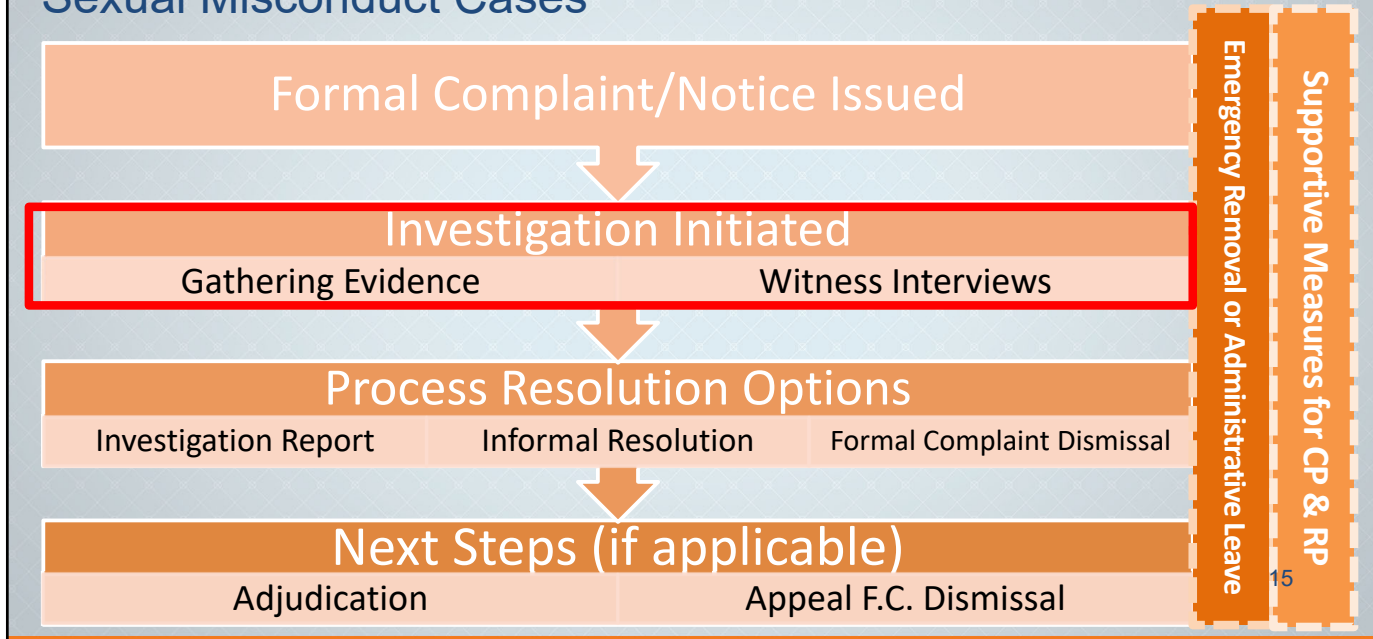 Sexual Misconduct Cases
Formal Complaint/Notice Issued
Investigation Initiated
Gathering Evidence
Witness Interviews
Process Resolution Options
Investigation Report
Informal Resolution
Formal Complaint Dismissal
Next Steps (if applicable)
Adjudication
Appeal F.C. Dismissal
Emergency Removal or Administrative Leave
Supportive Measures for CP & RP
15